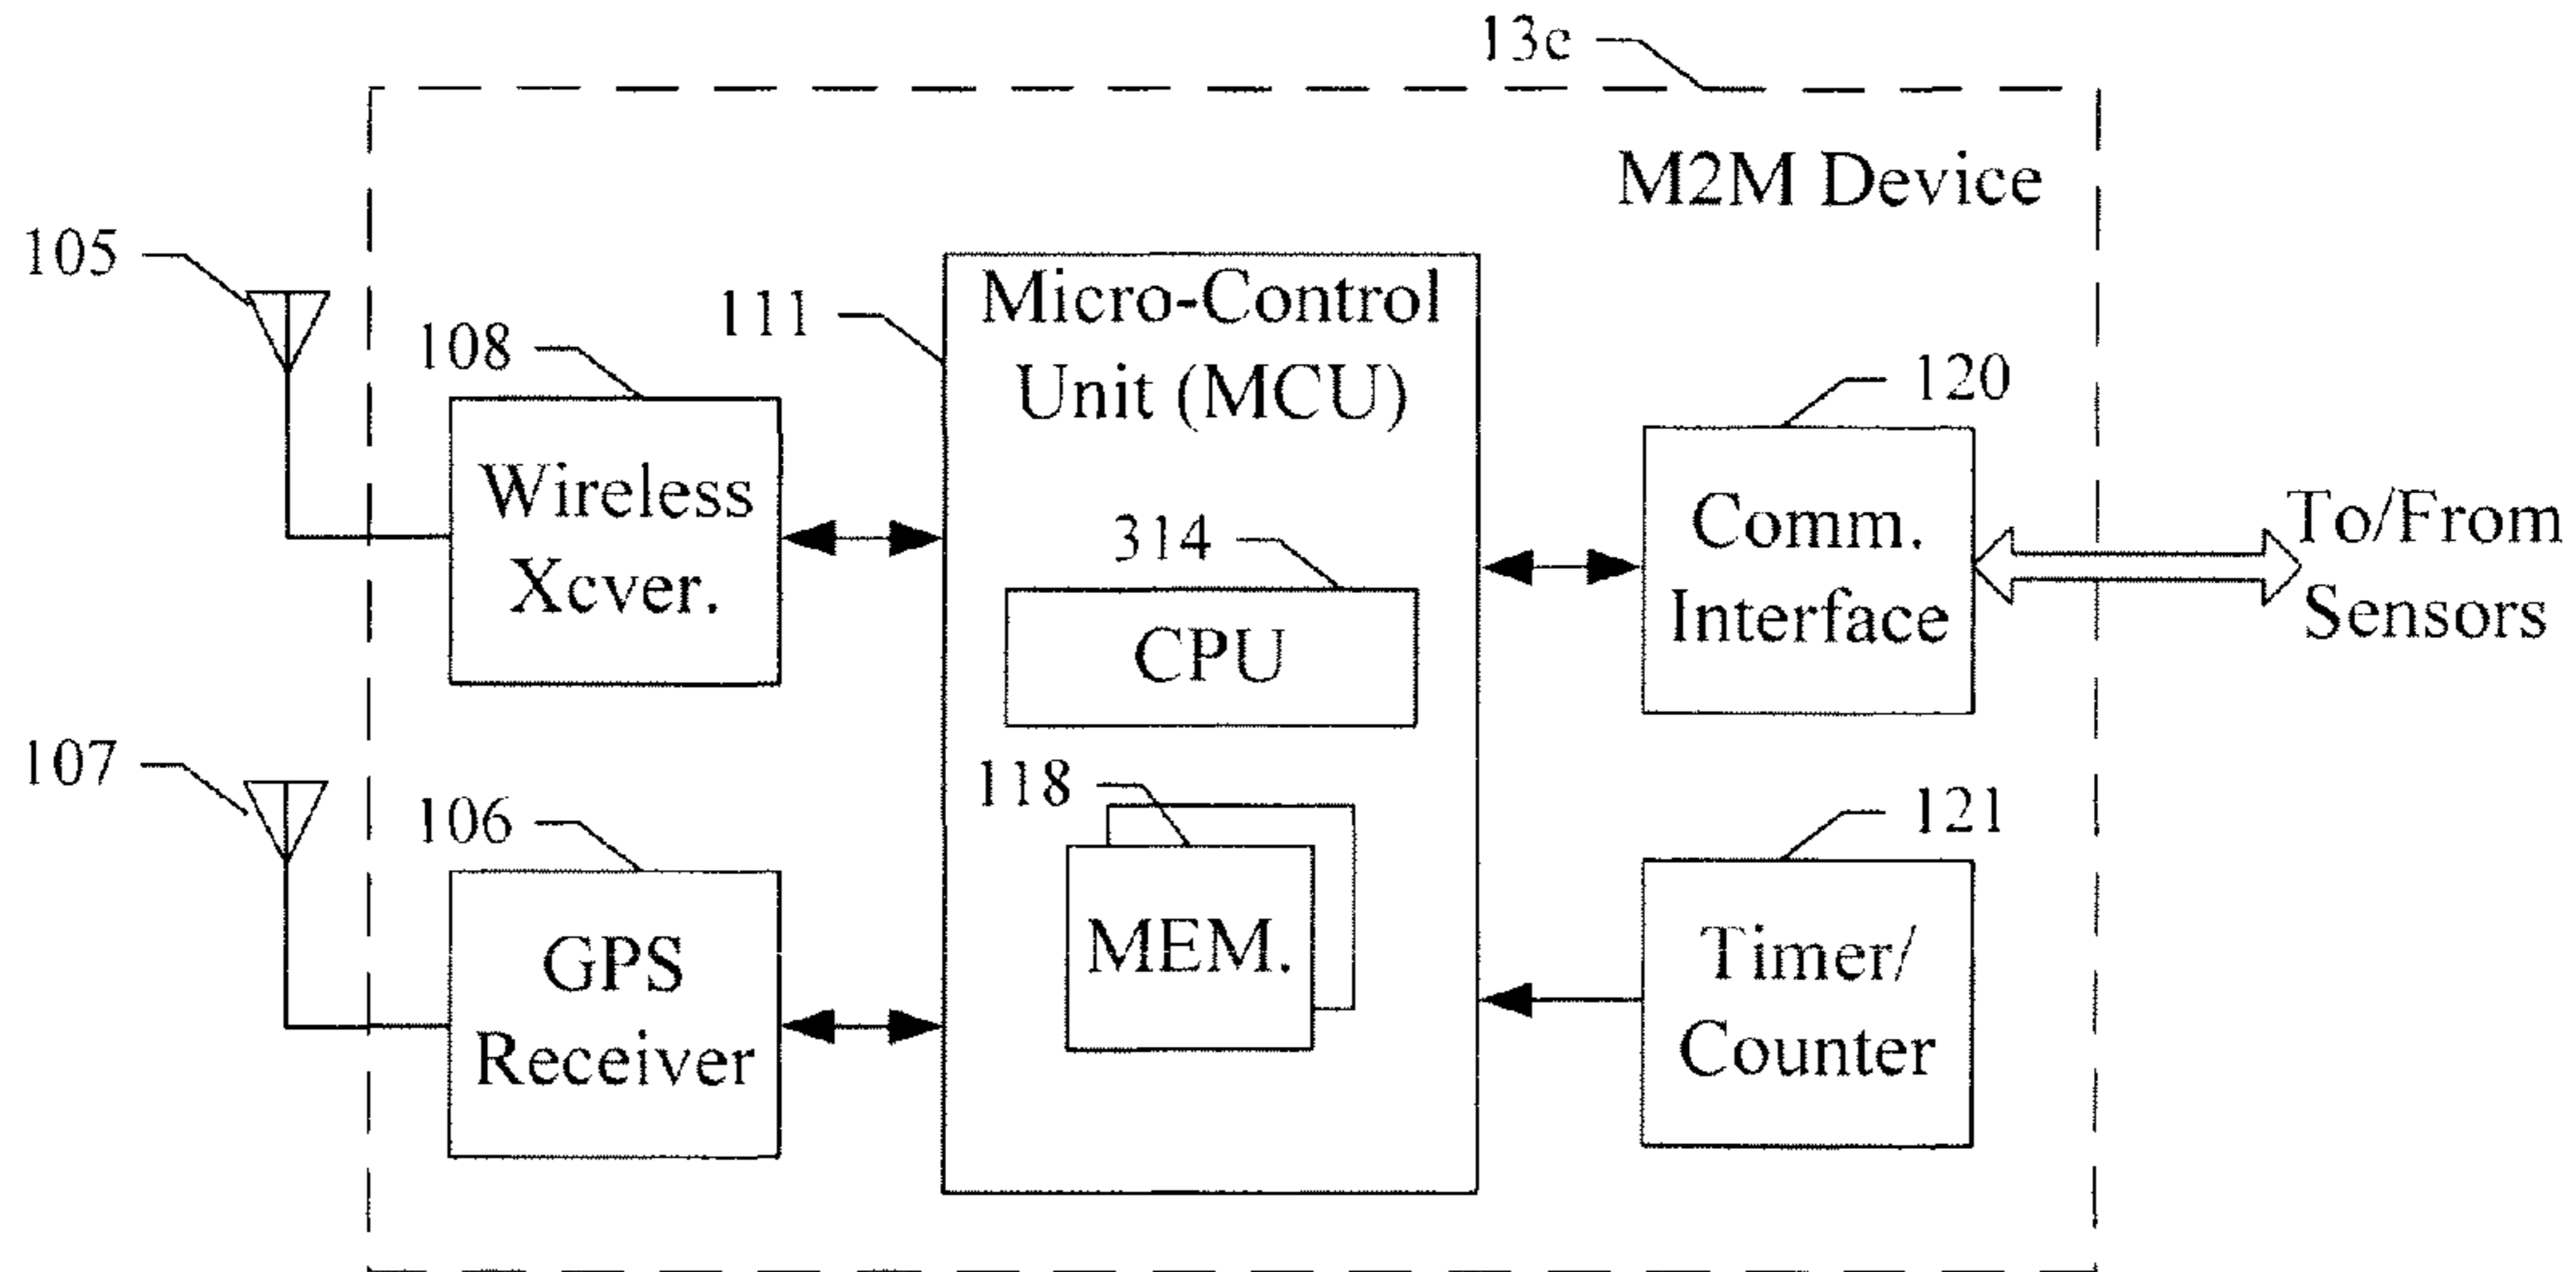 13c
M2M Device
105
108
111
Micro-Control
Unit (MCU)
120
Wireless
Xcver.
314
CPU
Comm.
Interface
To/From
Sensors
107
106
118
MEM.
121
GPS
Receiver
Timer/
Counter